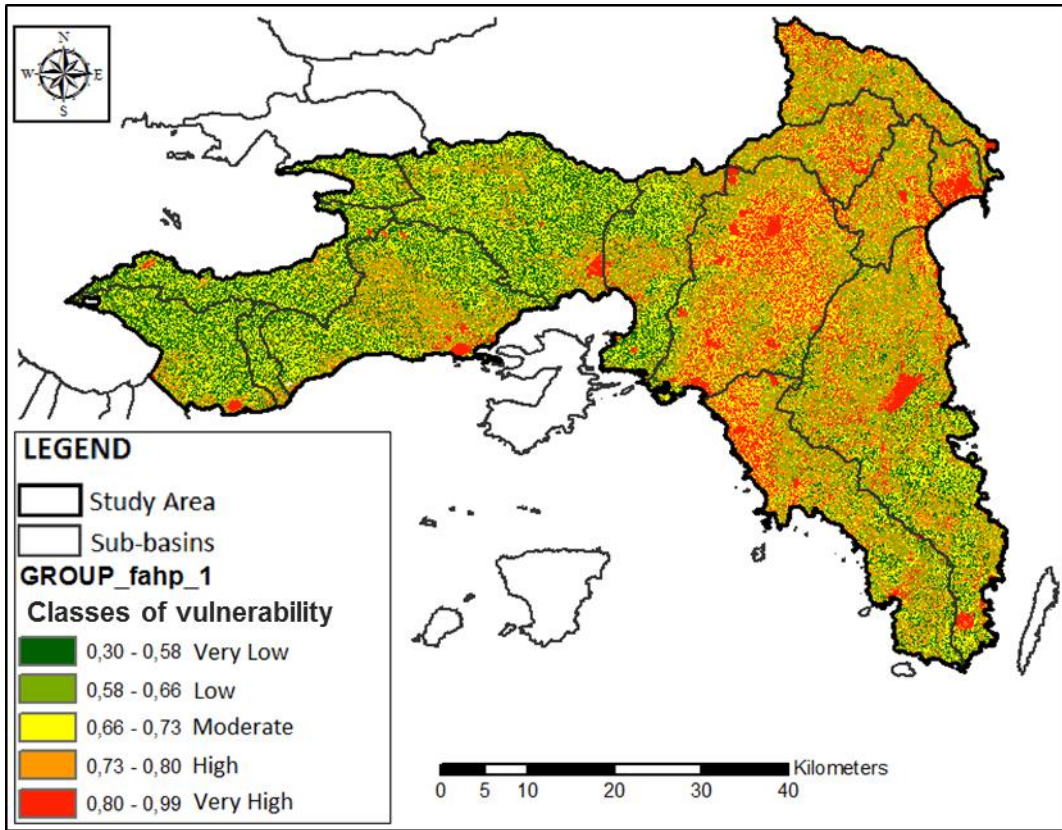 N
W E
S
LEGEND
Study Area
Sub-basins
GROUP_fahp_1
Classes of vulnerability
0,30 - 0,58 Very Low
0,58 - 0,66 Low
0,66 - 0,73 Moderate
0,73 - 0,80 High
0,80 - 0,99 Very High
Kilometers
0 5 10 20 30 40